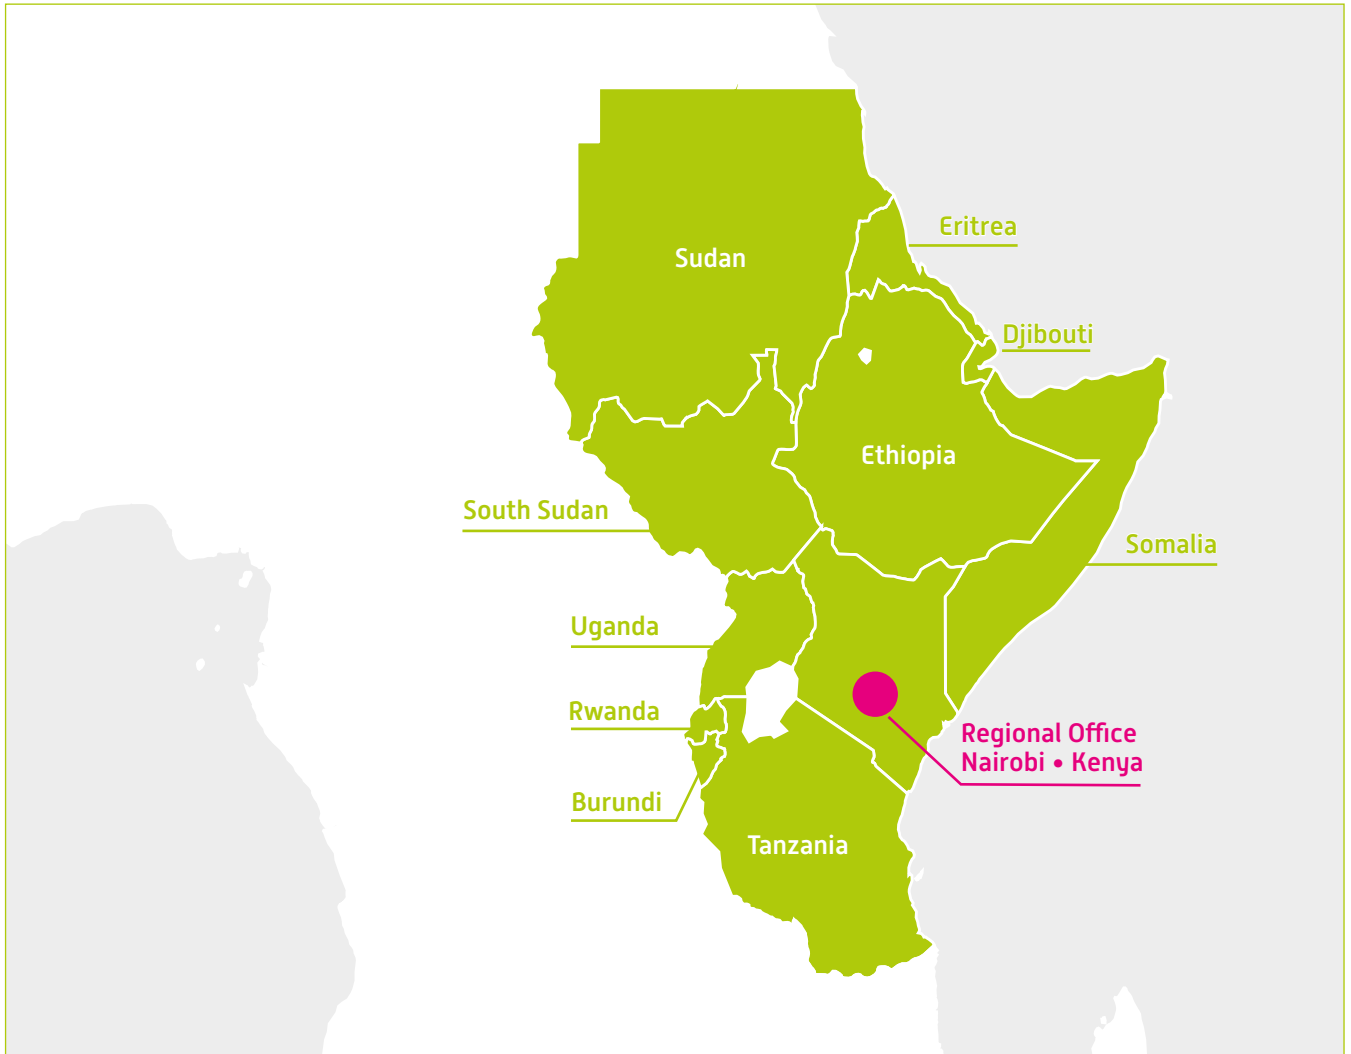 Eritrea
Sudan
Djibouti
Ethiopia
South Sudan
Somalia
Uganda
Rwanda
Regional Office
Nairobi • Kenya
Burundi
Tanzania